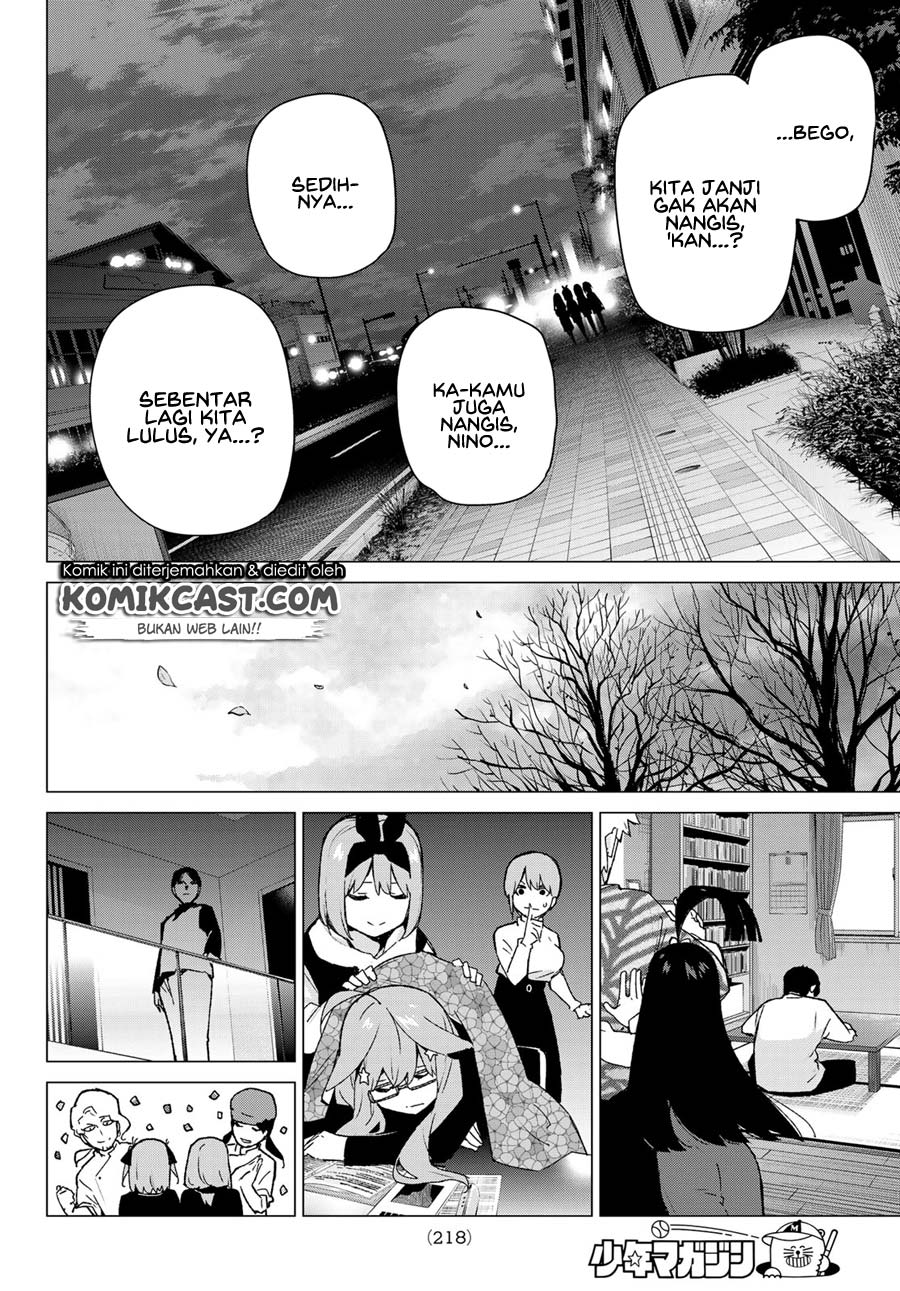 ...BEGO,
KITA JANJI
GAK AKAN
NANGIS,
'KAN...?
SEDIH-
NYA...
KA-KAMU
JUGA
NANGIS,
NINO...
SEBENTAR
LAGI KITA
LULUS, YA...?
Komik ini diterjemahkan & diedit oleh
KOMIKCAST.COM
BUKAN WEB LAIN!!
(218)
少年マガジン
M